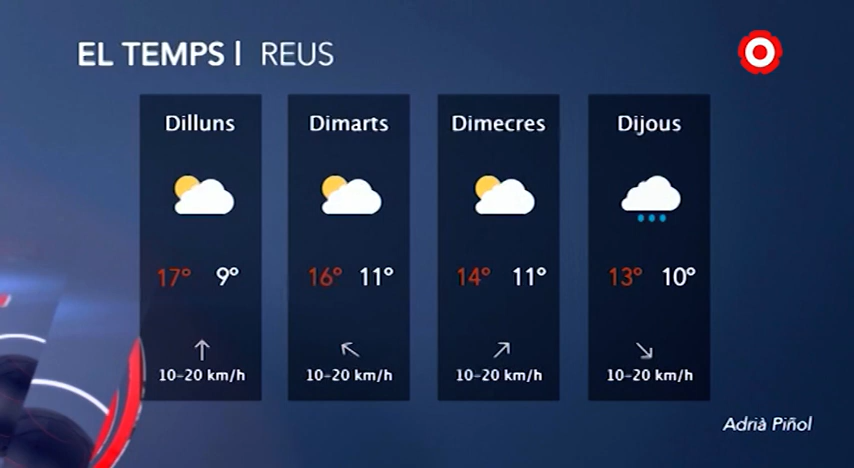 EL TEMPS | REUS
Dilluns
17° 9°
10-20 km/h
Dimarts
16° 11°
10-20 km/h
Dimecres
14° 11°
10-20 km/h
Dijous
13° 10°
10-20 km/h
Adrià Piñol